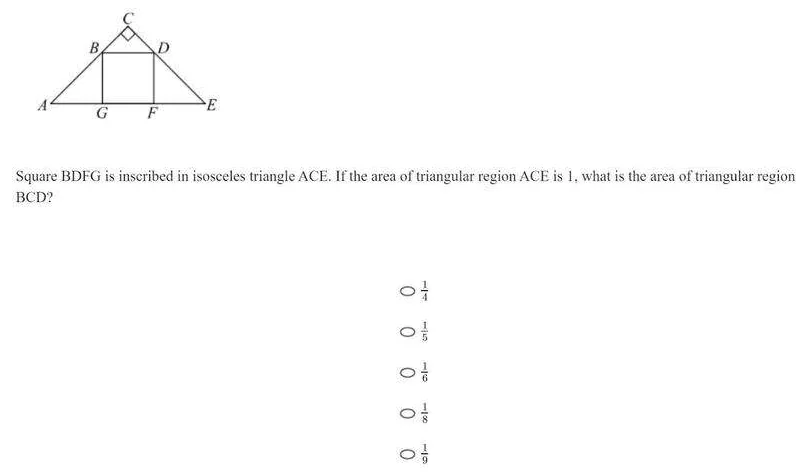 C
B D
A G F E
Square BDFG is inscribed in isosceles triangle ACE. If the area of triangular region ACE is 1, what is the area of triangular region
BCD?
1/4
1/5
1/6
1/8
1/9